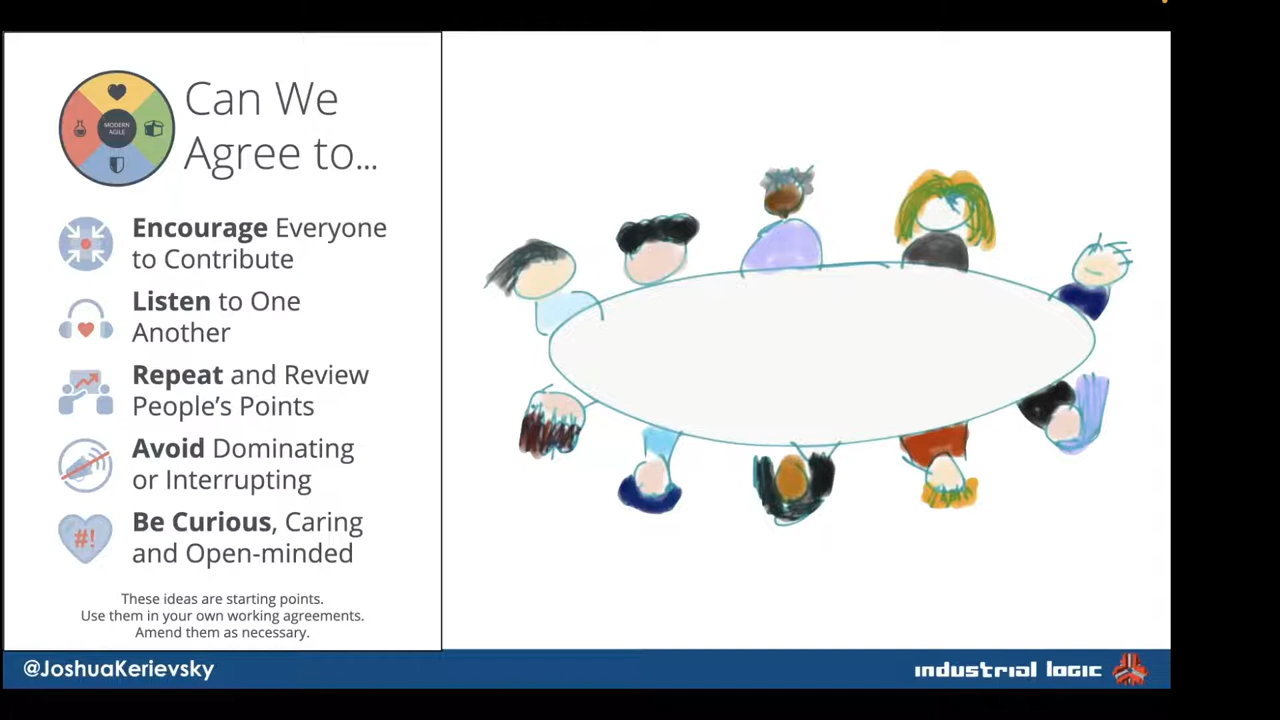 Can We
Agree to...
MODERN
AGILE
Encourage Everyone
to Contribute
Listen to One
Another
Repeat and Review
People's Points
Avoid Dominating
or Interrupting
#!
Be Curious, Caring
and Open-minded
These ideas are starting points.
Use them in your own working agreements.
Amend them as necessary.
@JoshuaKerievsky
industrial logic